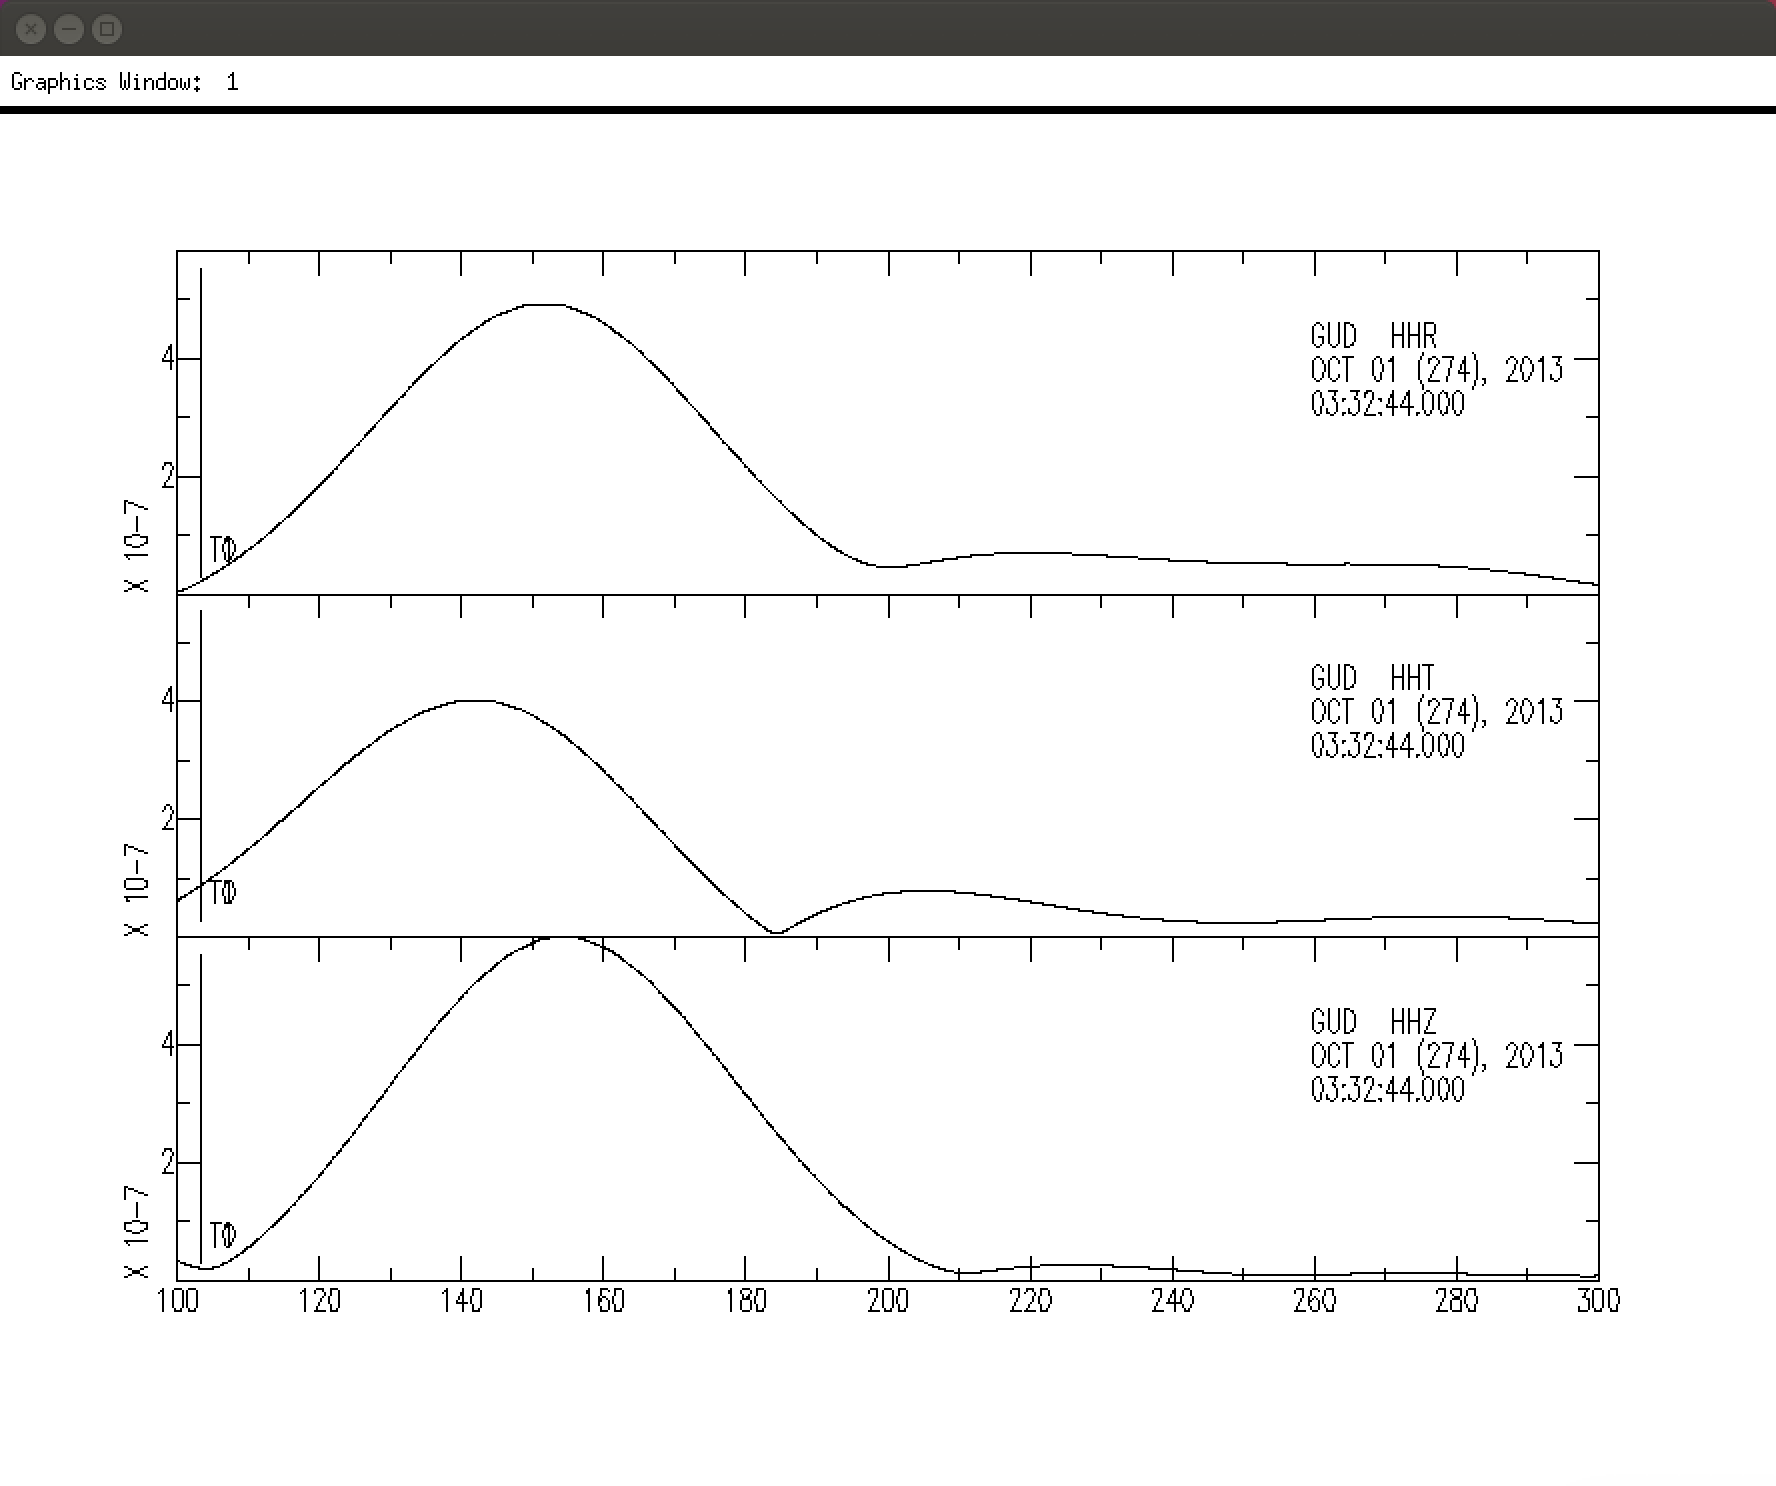 Graphics Window: 1
4
2
X 10-7
T0
GUD HHR
OCT 01 (274), 2013
03:32:44.000
4
2
X 10-7
T0
GUD HHT
OCT 01 (274), 2013
03:32:44.000
4
2
X 10-7
T0
GUD HHZ
OCT 01 (274), 2013
03:32:44.000
100 120 140 160 180 200 220 240 260 280 300